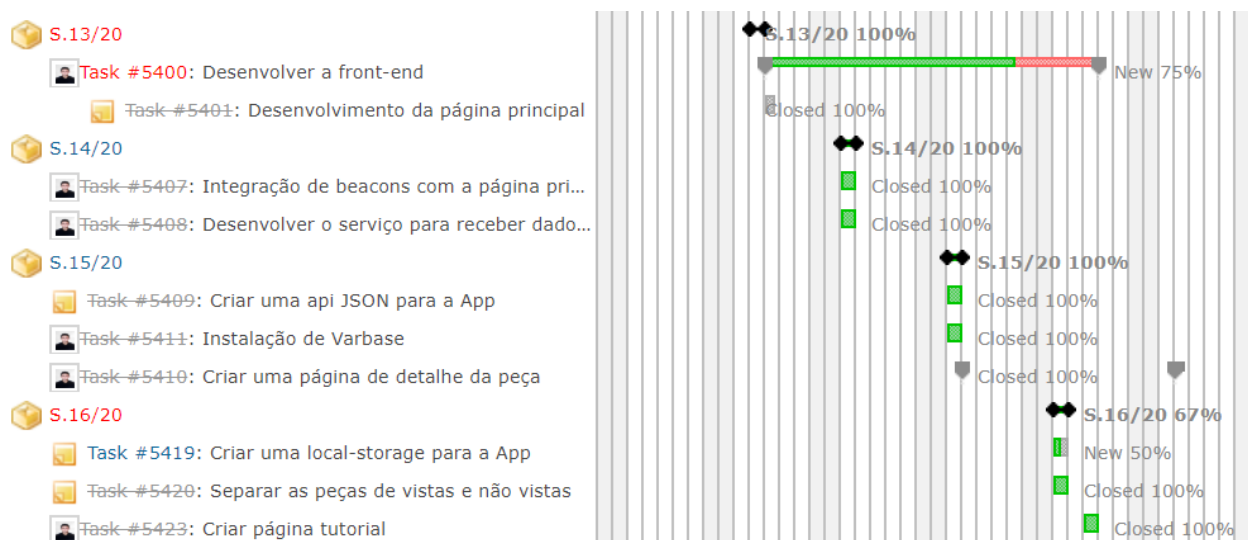 S.13/20 S.13/20 100%
Task #5400: Desenvolver a front-end New 75%
Task #5401: Desenvolvimento da página principal Closed 100%
S.14/20 S.14/20 100%
Task #5407: Integração de beacons com a página pri... Closed 100%
Task #5408: Desenvolver o serviço para receber dado... Closed 100%
S.15/20 S.15/20 100%
Task #5409: Criar uma api JSON para a App Closed 100%
Task #5411: Instalação de Varbase Closed 100%
Task #5410: Criar uma página de detalhe da peça Closed 100%
S.16/20 S.16/20 67%
Task #5419: Criar uma local-storage para a App New 50%
Task #5420: Separar as peças de vistas e não vistas Closed 100%
Task #5423: Criar página tutorial Closed 100%